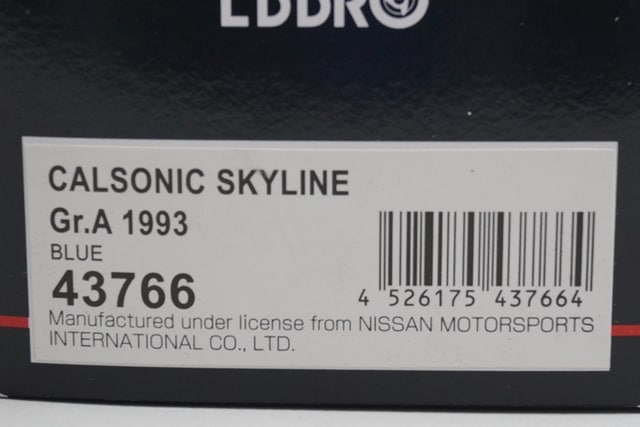 CALSONIC SKYLINE
Gr.A 1993
BLUE
43766
4 526175 437664
Manufactured under license from NISSAN MOTORSPORTS
INTERNATIONAL CO., LTD.